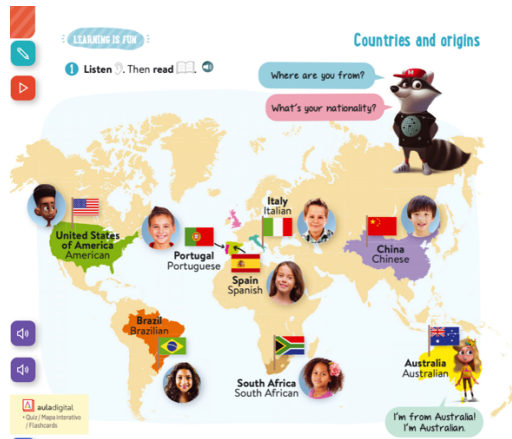 LEARNING IS FUN
Countries and origins
1 Listen. Then read.
Where are you from?
What's your nationality?
M
United States
of America
American
Portugal
Portuguese
Italy
Italian
Spain
Spanish
China
Chinese
Brazil
Brazilian
South Africa
South African
Australia
Australian
I'm from Australia!
I'm Australian.
auladigital
• Quiz / Mapa interativo
/ Flashcards